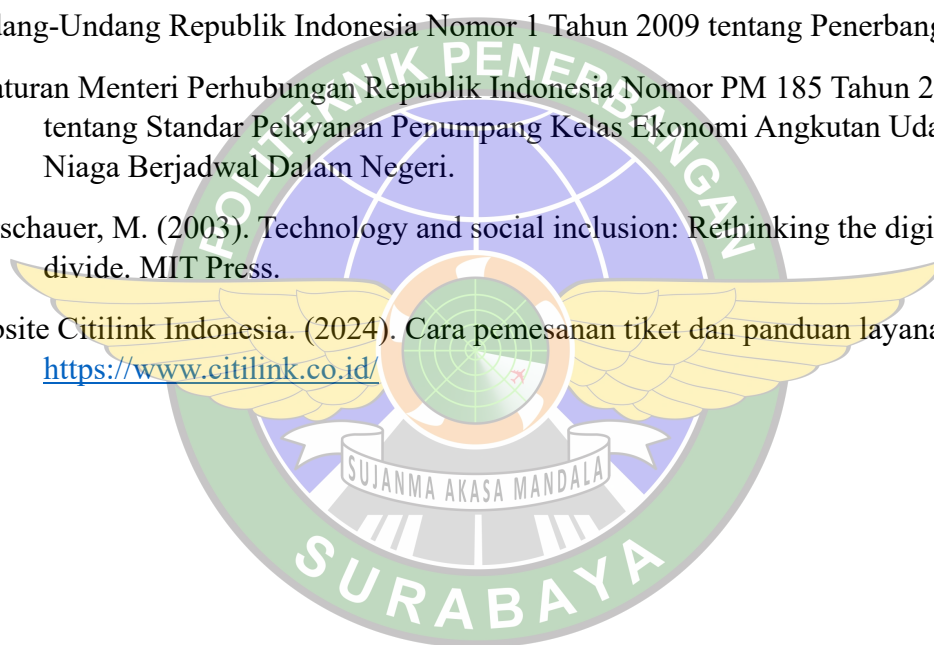 dang-Undang Republik Indonesia Nomor 1 Tahun 2009 tentang Penerbang
aturan Menteri Perhubungan Republik Indonesia Nomor PM 185 Tahun 2
tentang Standar Pelayanan Penumpang Kelas Ekonomi Angkutan Uda
Niaga Berjadwal Dalam Negeri.
schauer, M. (2003). Technology and social inclusion: Rethinking the digi
divide. MIT Press.
osite Citilink Indonesia. (2024). Cara pemesanan tiket dan panduan layana
https://www.citilink.co.id/
POLITEKNIK PENERBANGAN
SUJANMA AKASA MANDALA
SURABAYA